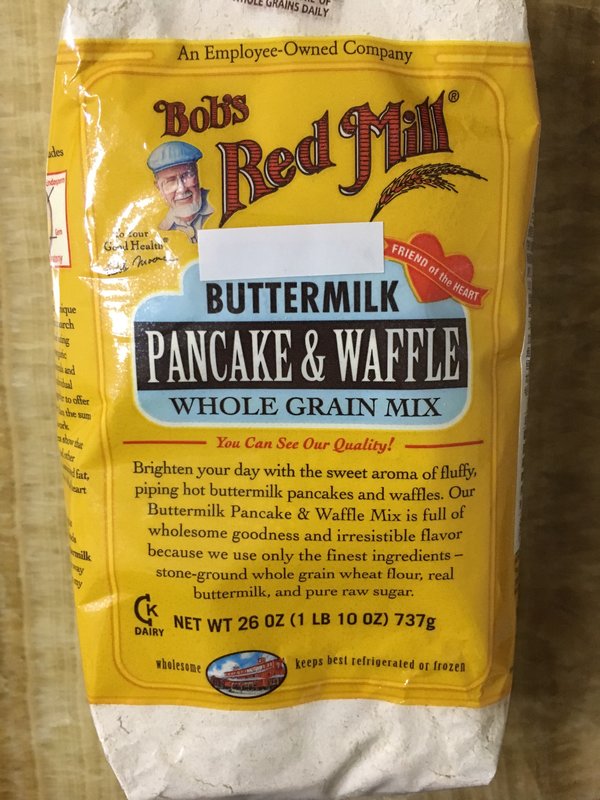 WHOLE GRAINS DAILY
An Employee-Owned Company
Bob's
Red Mill®
To Your
Good Health®
Bob Moore
FRIEND of the HEART
BUTTERMILK
PANCAKE & WAFFLE
WHOLE GRAIN MIX
You Can See Our Quality!
Brighten your day with the sweet aroma of fluffy,
piping hot buttermilk pancakes and waffles. Our
Buttermilk Pancake & Waffle Mix is full of
wholesome goodness and irresistible flavor
because we use only the finest ingredients –
stone-ground whole grain wheat flour, real
buttermilk, and pure raw sugar.
K
DAIRY
NET WT 26 OZ (1 LB 10 OZ) 737g
wholesome
keeps best refrigerated or frozen